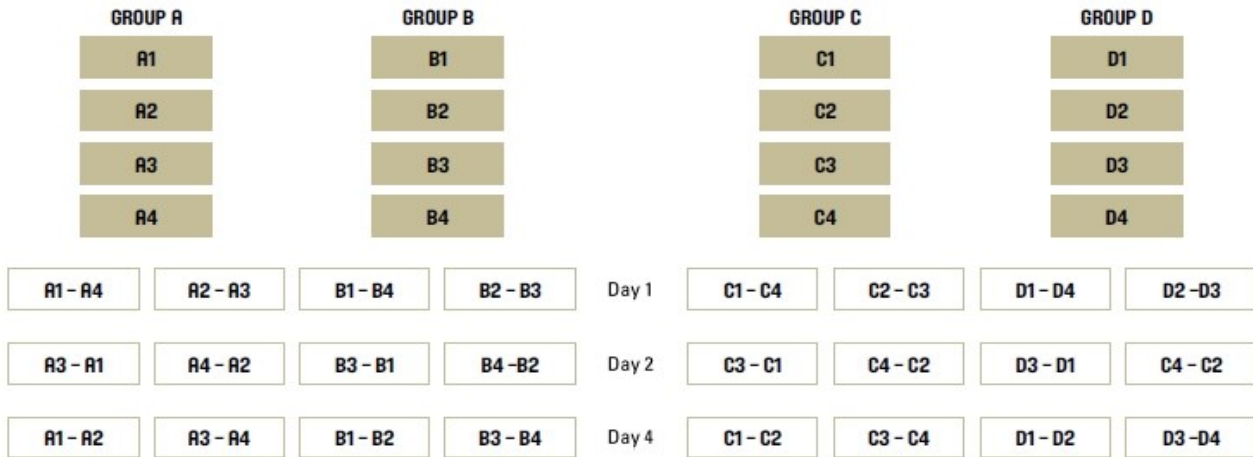 GROUP A GROUP B GROUP C GROUP D
A1 B1 C1 D1
A2 B2 C2 D2
A3 B3 C3 D3
A4 B4 C4 D4
A1 – A4 A2 – A3 B1 – B4 B2 – B3 Day 1 C1 – C4 C2 – C3 D1 – D4 D2 –D3
A3 – A1 A4 – A2 B3 – B1 B4 –B2 Day 2 C3 – C1 C4 – C2 D3 – D1 C4 – C2
A1 – A2 A3 – A4 B1 – B2 B3 – B4 Day 4 C1 – C2 C3 – C4 D1 – D2 D3 –D4